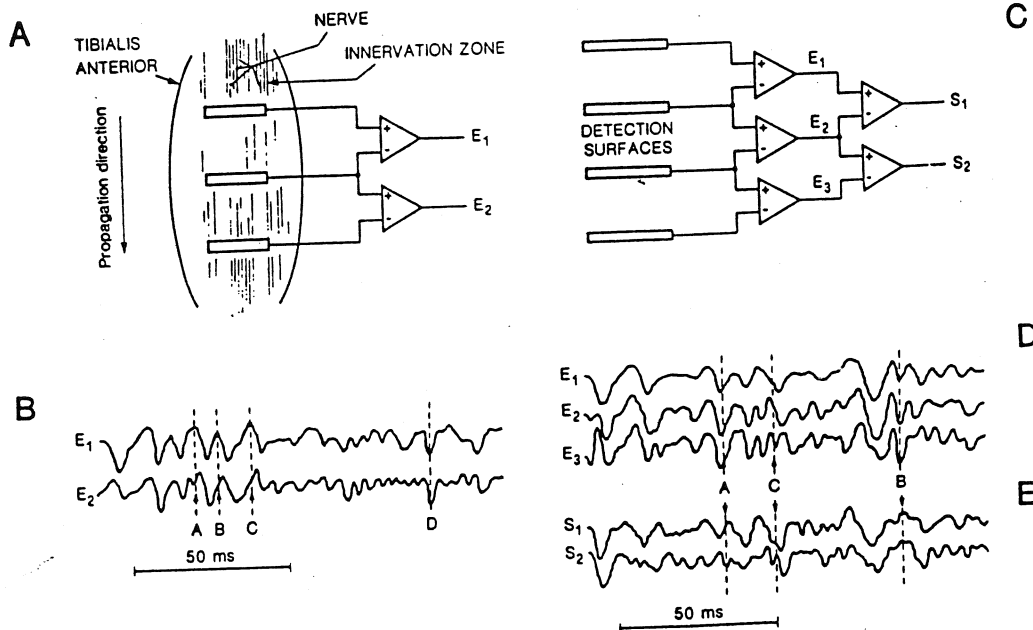 A
TIBIALIS
ANTERIOR
NERVE
INNERVATION ZONE
Propagation direction
+
-
E1
+
-
E2
C
DETECTION
SURFACES
+
-
E1
+
-
E2
+
-
E3
+
-
S1
+
-
S2
B
E1
E2
A B C D
50 ms
D
E1
E2
E3
A C B
E
S1
S2
50 ms